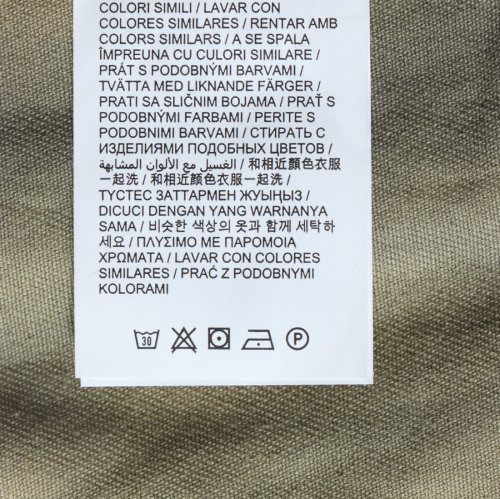 COLORI SIMILI / LAVAR CON
COLORES SIMILARES / RENTAR AMB
COLORS SIMILARS / A SE SPALA
ÎMPREUNA CU CULORI SIMILARE /
PRÁT S PODOBNÝMI BARVAMI /
TVÄTTA MED LIKNANDE FÄRGER /
PRATI SA SLIČNIM BOJAMA / PRAŤ S
PODOBNÝMI FARBAMI / PERITE S
PODOBNIMI BARVAMI / СТИРАТЬ С
ИЗДЕЛИЯМИ ПОДОБНЫХ ЦВЕТОВ /
الغسيل مع الألوان المشابهة / 和相近顏色衣服
一起洗 / 和相近颜色衣服一起洗 /
ТҮСТЕС ЗАТТАРМЕН ЖУЫҢЫЗ /
DICUCI DENGAN YANG WARNANYA
SAMA / 비슷한 색상의 옷과 함께 세탁하
세요 / ΠΛΥΣΙΜΟ ΜΕ ΠΑΡΟΜΟΙΑ
ΧΡΩΜΑΤΑ / LAVAR CON COLORES
SIMILARES / PRAĆ Z PODOBNYMI
KOLORAMI
30 P